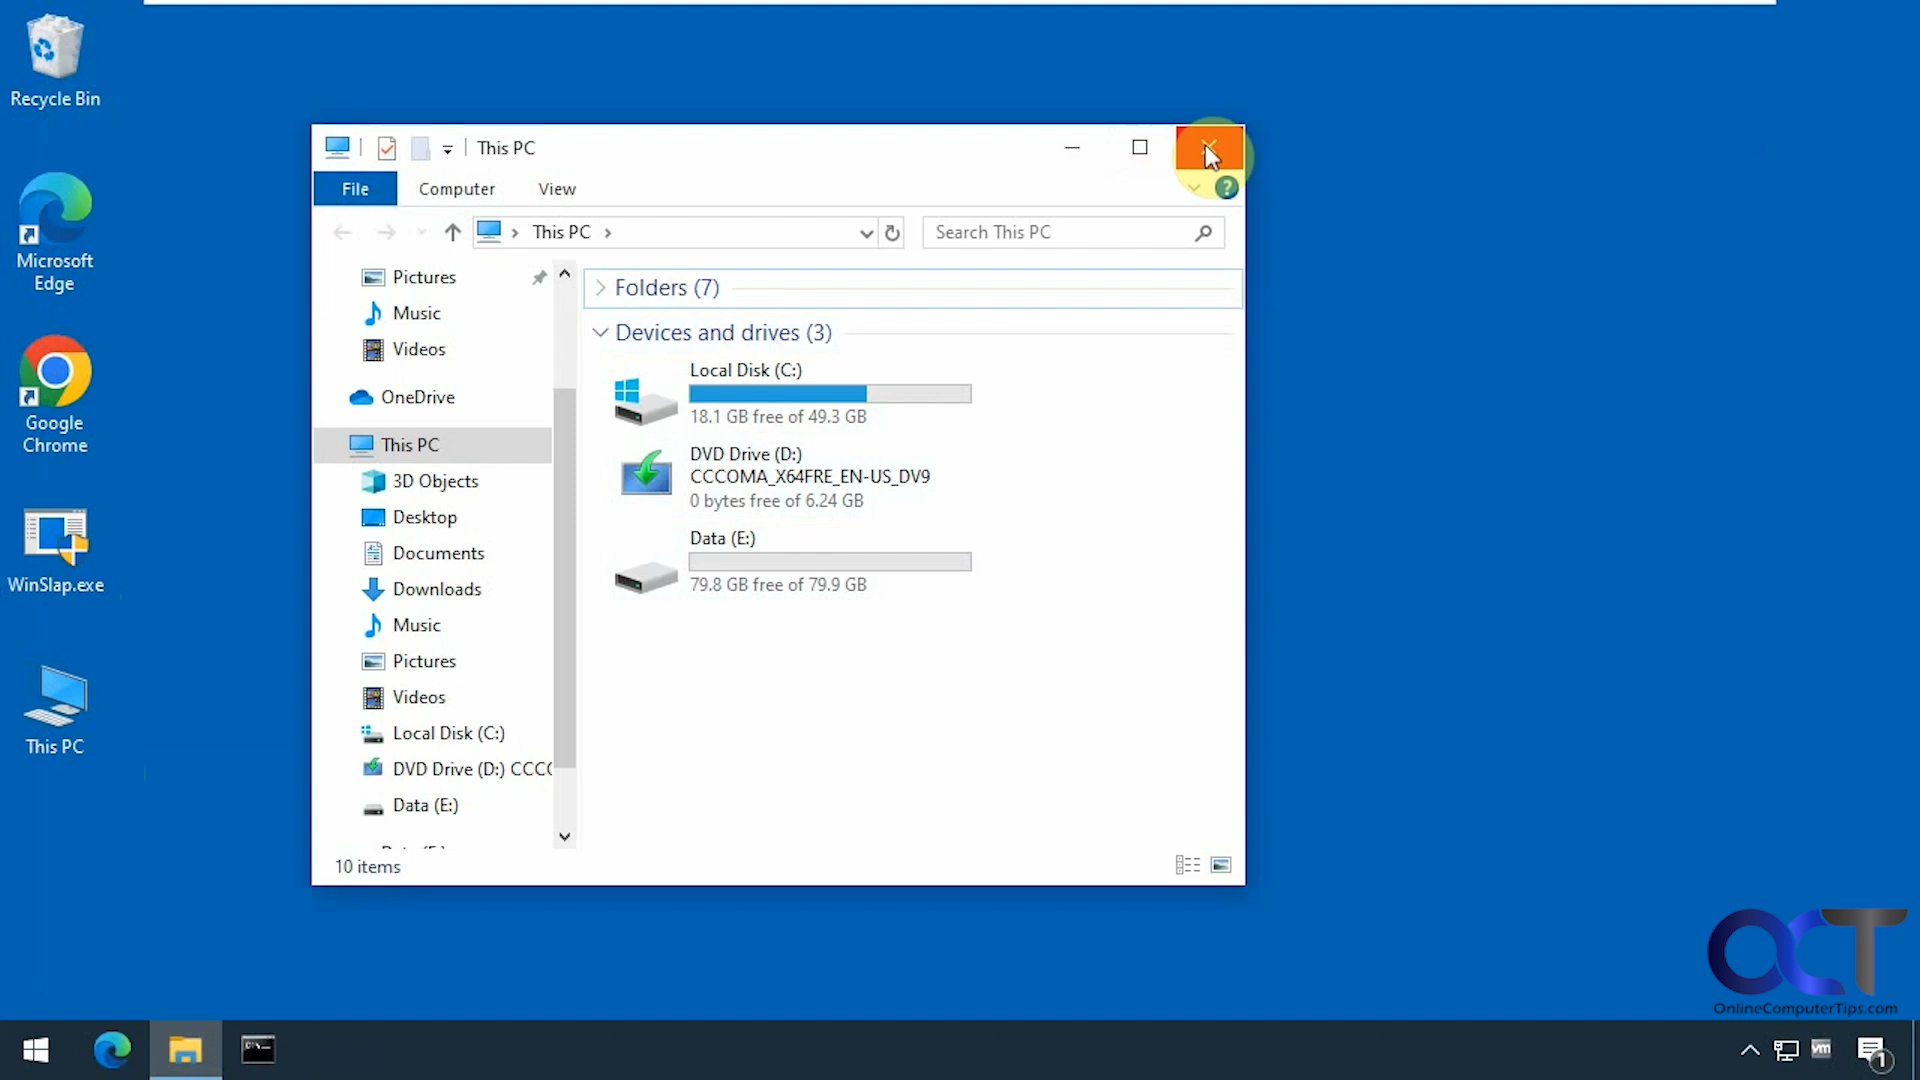 Recycle Bin
Microsoft
Edge
Google
Chrome
WinSlap.exe
This PC
This PC
File
Computer
View
?
This PC
Search This PC
Pictures
Music
Videos
OneDrive
This PC
3D Objects
Desktop
Documents
Downloads
Music
Pictures
Videos
Local Disk (C:)
DVD Drive (D:) CCC
Data (E:)
Folders (7)
Devices and drives (3)
Local Disk (C:)
18.1 GB free of 49.3 GB
DVD Drive (D:)
CCCOMA_X64FRE_EN-US_DV9
0 bytes free of 6.24 GB
Data (E:)
79.8 GB free of 79.9 GB
10 items
OCT
OnlineComputerTips.com
vm
1